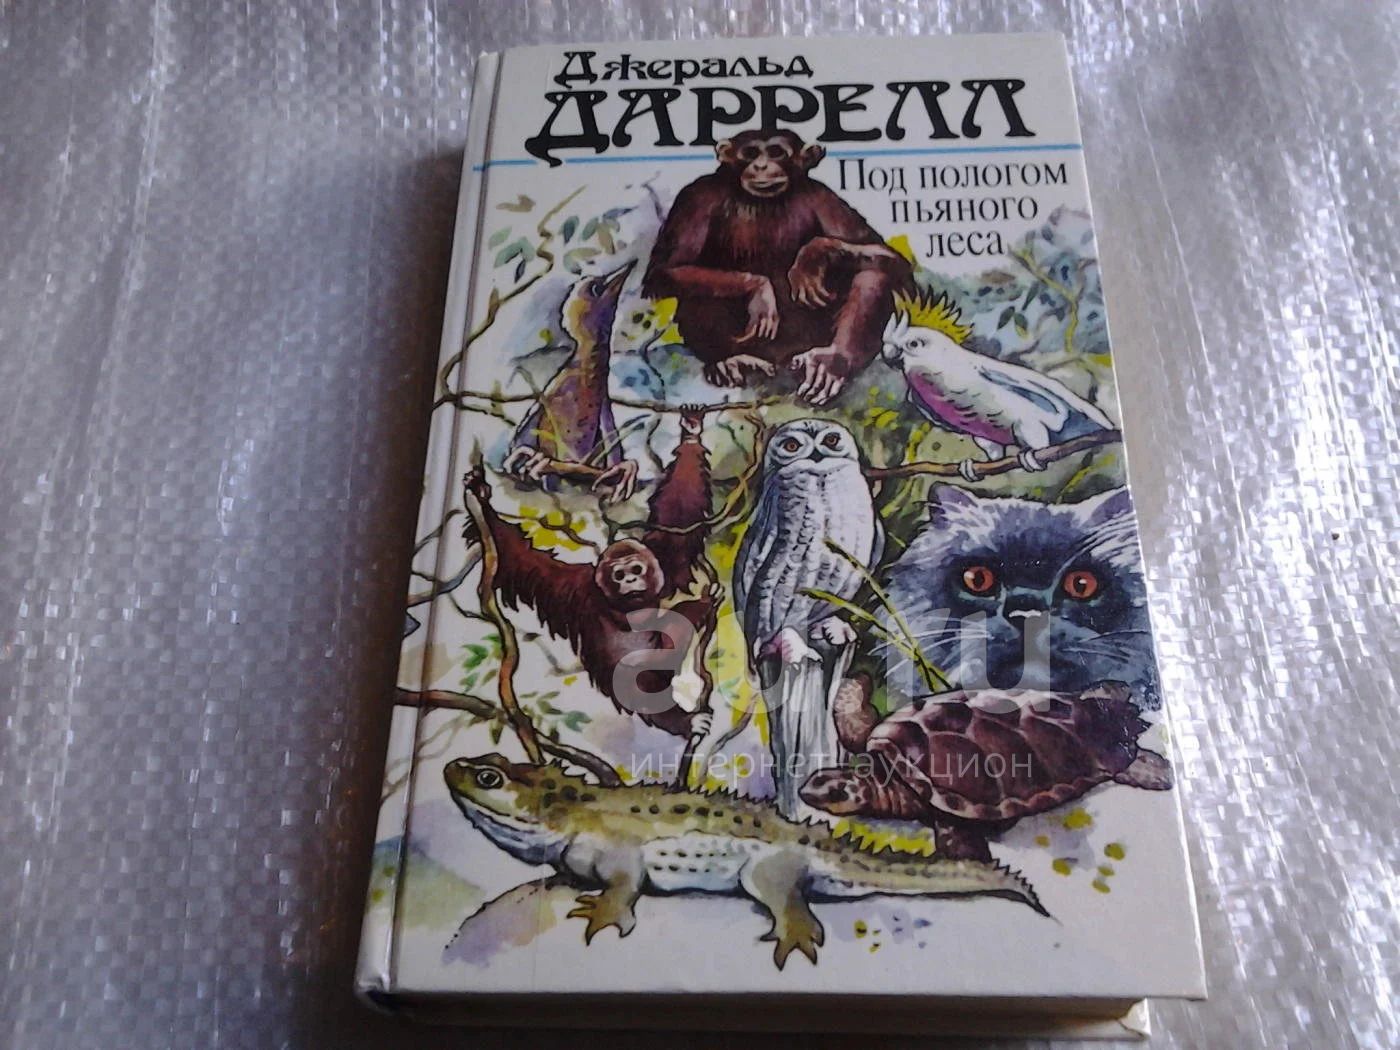 Джеральд
ДАРРЕЛЛ
Под пологом
пьяного
леса
au.ru
интернет-аукцион